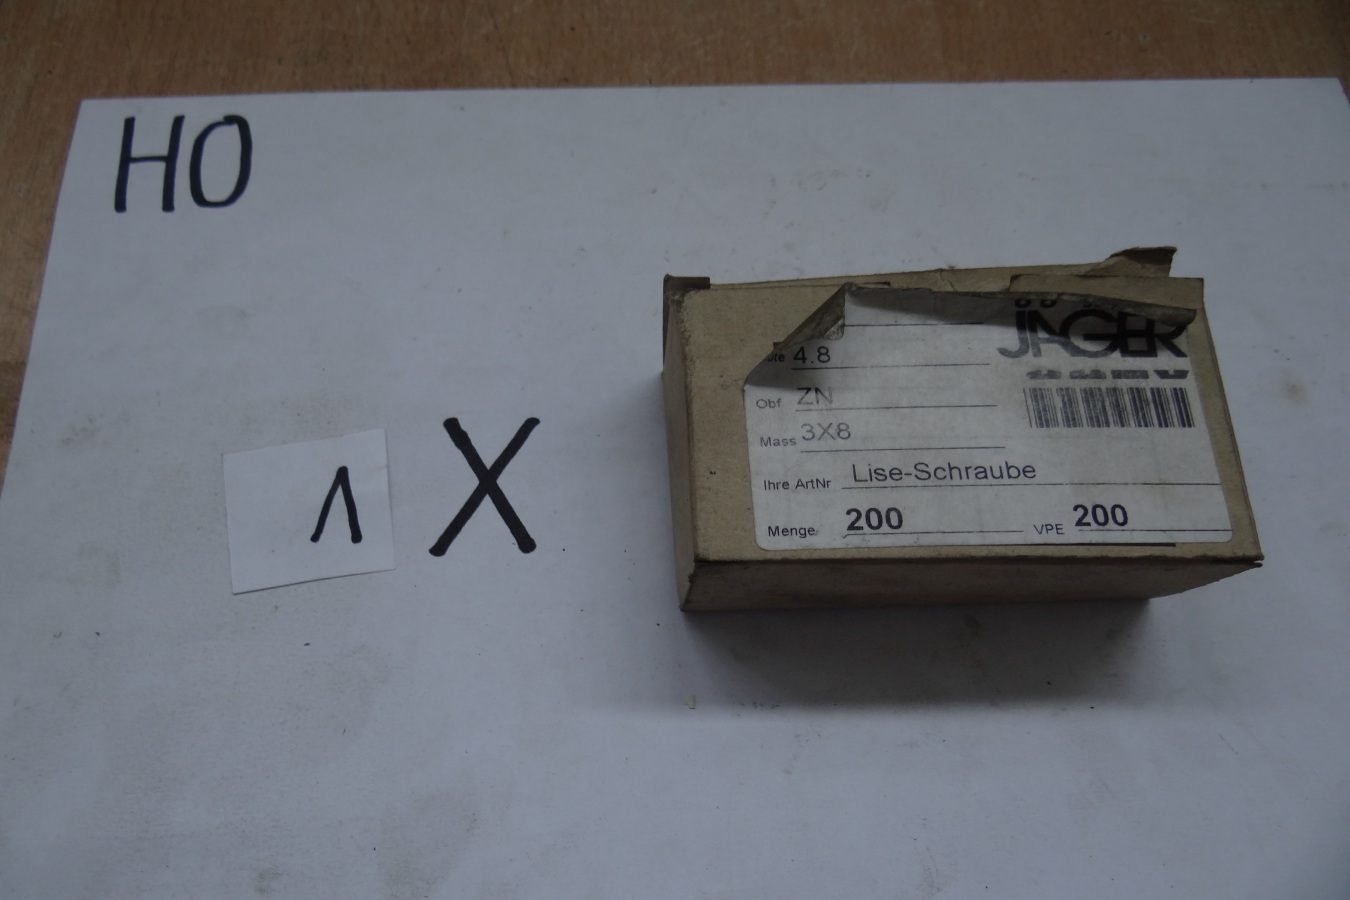 HO
1 X
JÄGER
4.8
Obf ZN
Mass 3X8
Ihre ArtNr Lise-Schraube
Menge 200 VPE 200